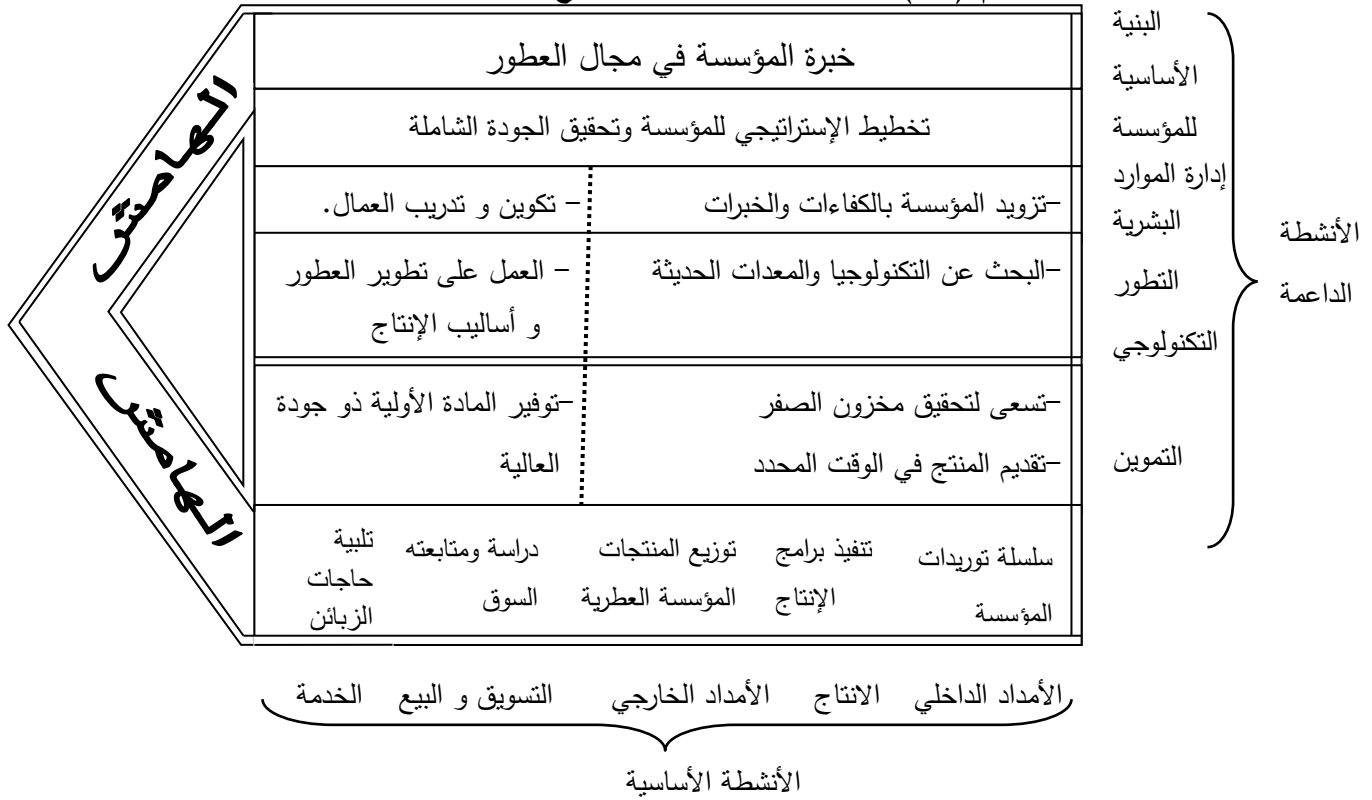 خبرة المؤسسة في مجال العطور
تخطيط الإستراتيجي للمؤسسة وتحقيق الجودة الشاملة
-تزويد المؤسسة بالكفاءات والخبرات
- تكوين و تدريب العمال.
-البحث عن التكنولوجيا والمعدات الحديثة
- العمل على تطوير العطور
و أساليب الإنتاج
-تسعى لتحقيق مخزون الصفر
-تقديم المنتج في الوقت المحدد
-توفير المادة الأولية ذو جودة
العالية
سلسلة توريدات
المؤسسة
تنفيذ برامج
الإنتاج
توزيع المنتجات
المؤسسة العطرية
دراسة ومتابعته
السوق
تلبية
حاجات
الزبائن
الهامش
الهامش
البنية
الأساسية
للمؤسسة
إدارة الموارد
البشرية
التطور
التكنولوجي
التموين
الأنشطة
الداعمة
الأمداد الداخلي
الانتاج
الأمداد الخارجي
التسويق و البيع
الخدمة
الأنشطة الأساسية